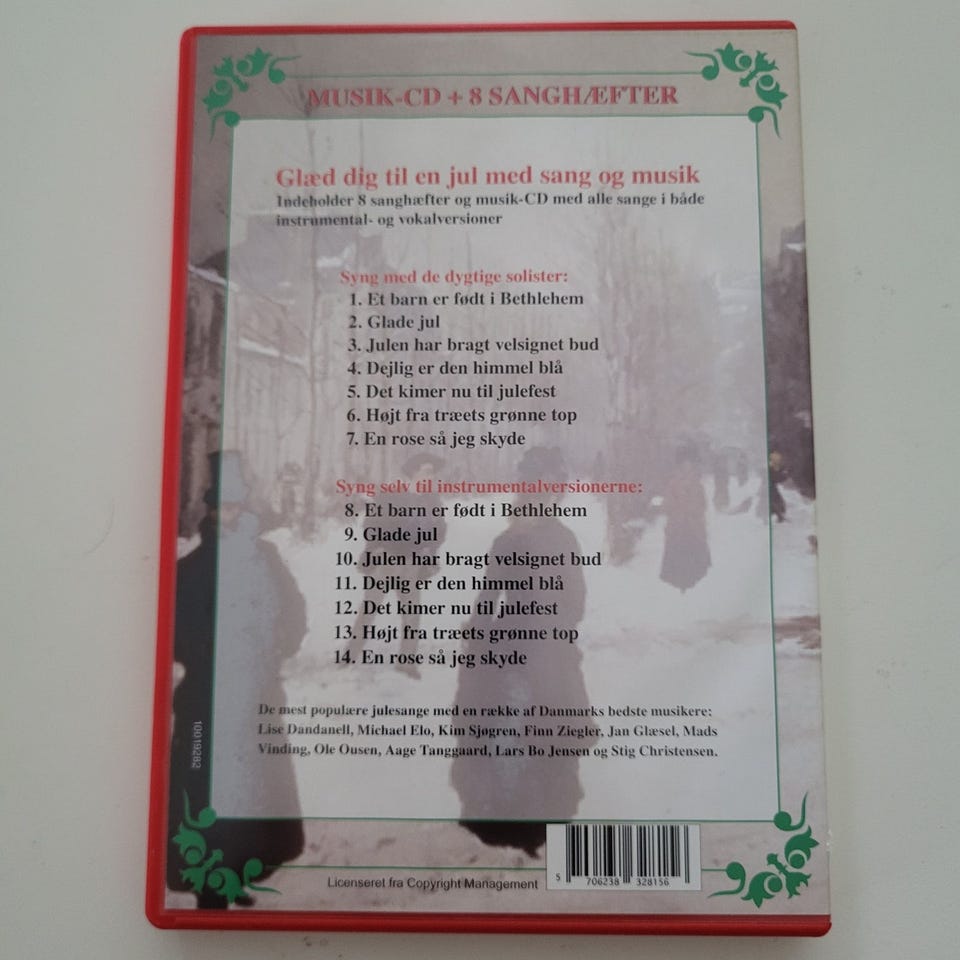 MUSIK-CD + 8 SANGHÆFTER
Glæd dig til en jul med sang og musik
Indeholder 8 sanghæfter og musik-CD med alle sange i både
instrumental- og vokalversioner
Syng med de dygtige solister:
1. Et barn er født i Bethlehem
2. Glade jul
3. Julen har bragt velsignet bud
4. Dejlig er den himmel blå
5. Det kimer nu til julefest
6. Højt fra træets grønne top
7. En rose så jeg skyde
Syng selv til instrumentalversionerne:
8. Et barn er født i Bethlehem
9. Glade jul
10. Julen har bragt velsignet bud
11. Dejlig er den himmel blå
12. Det kimer nu til julefest
13. Højt fra træets grønne top
14. En rose så jeg skyde
De mest populære julesange med en række af Danmarks bedste musikere:
Lise Dandanell, Michael Elo, Kim Sjøgren, Finn Ziegler, Jan Glæsel, Mads
Vinding, Ole Ousen, Aage Tanggaard, Lars Bo Jensen og Stig Christensen.
10019282
Licenseret fra Copyright Management
5 706238 328156